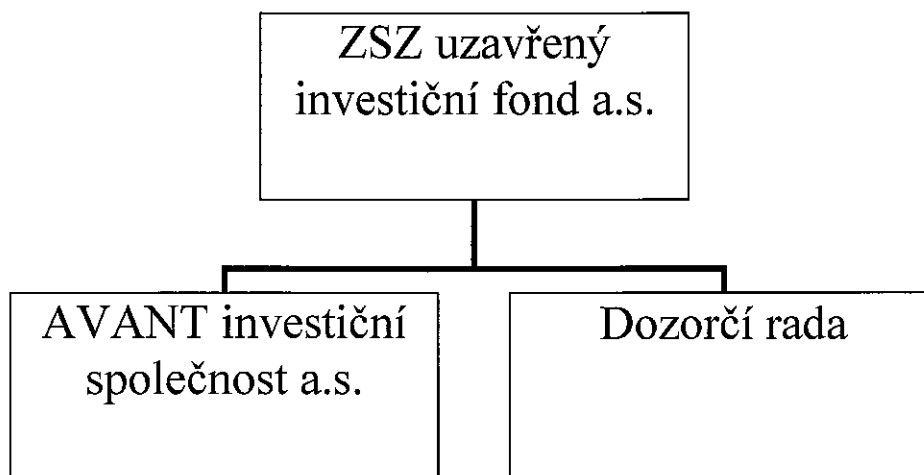 ZSZ uzavřený
investiční fond a.s.
AVANT investiční
společnost a.s.
Dozorčí rada